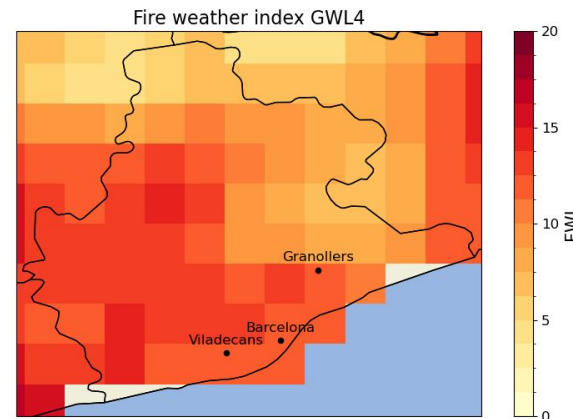 Fire weather index GWL4
Granollers
Barcelona
Viladecans
20
15
10
5
0
FWI